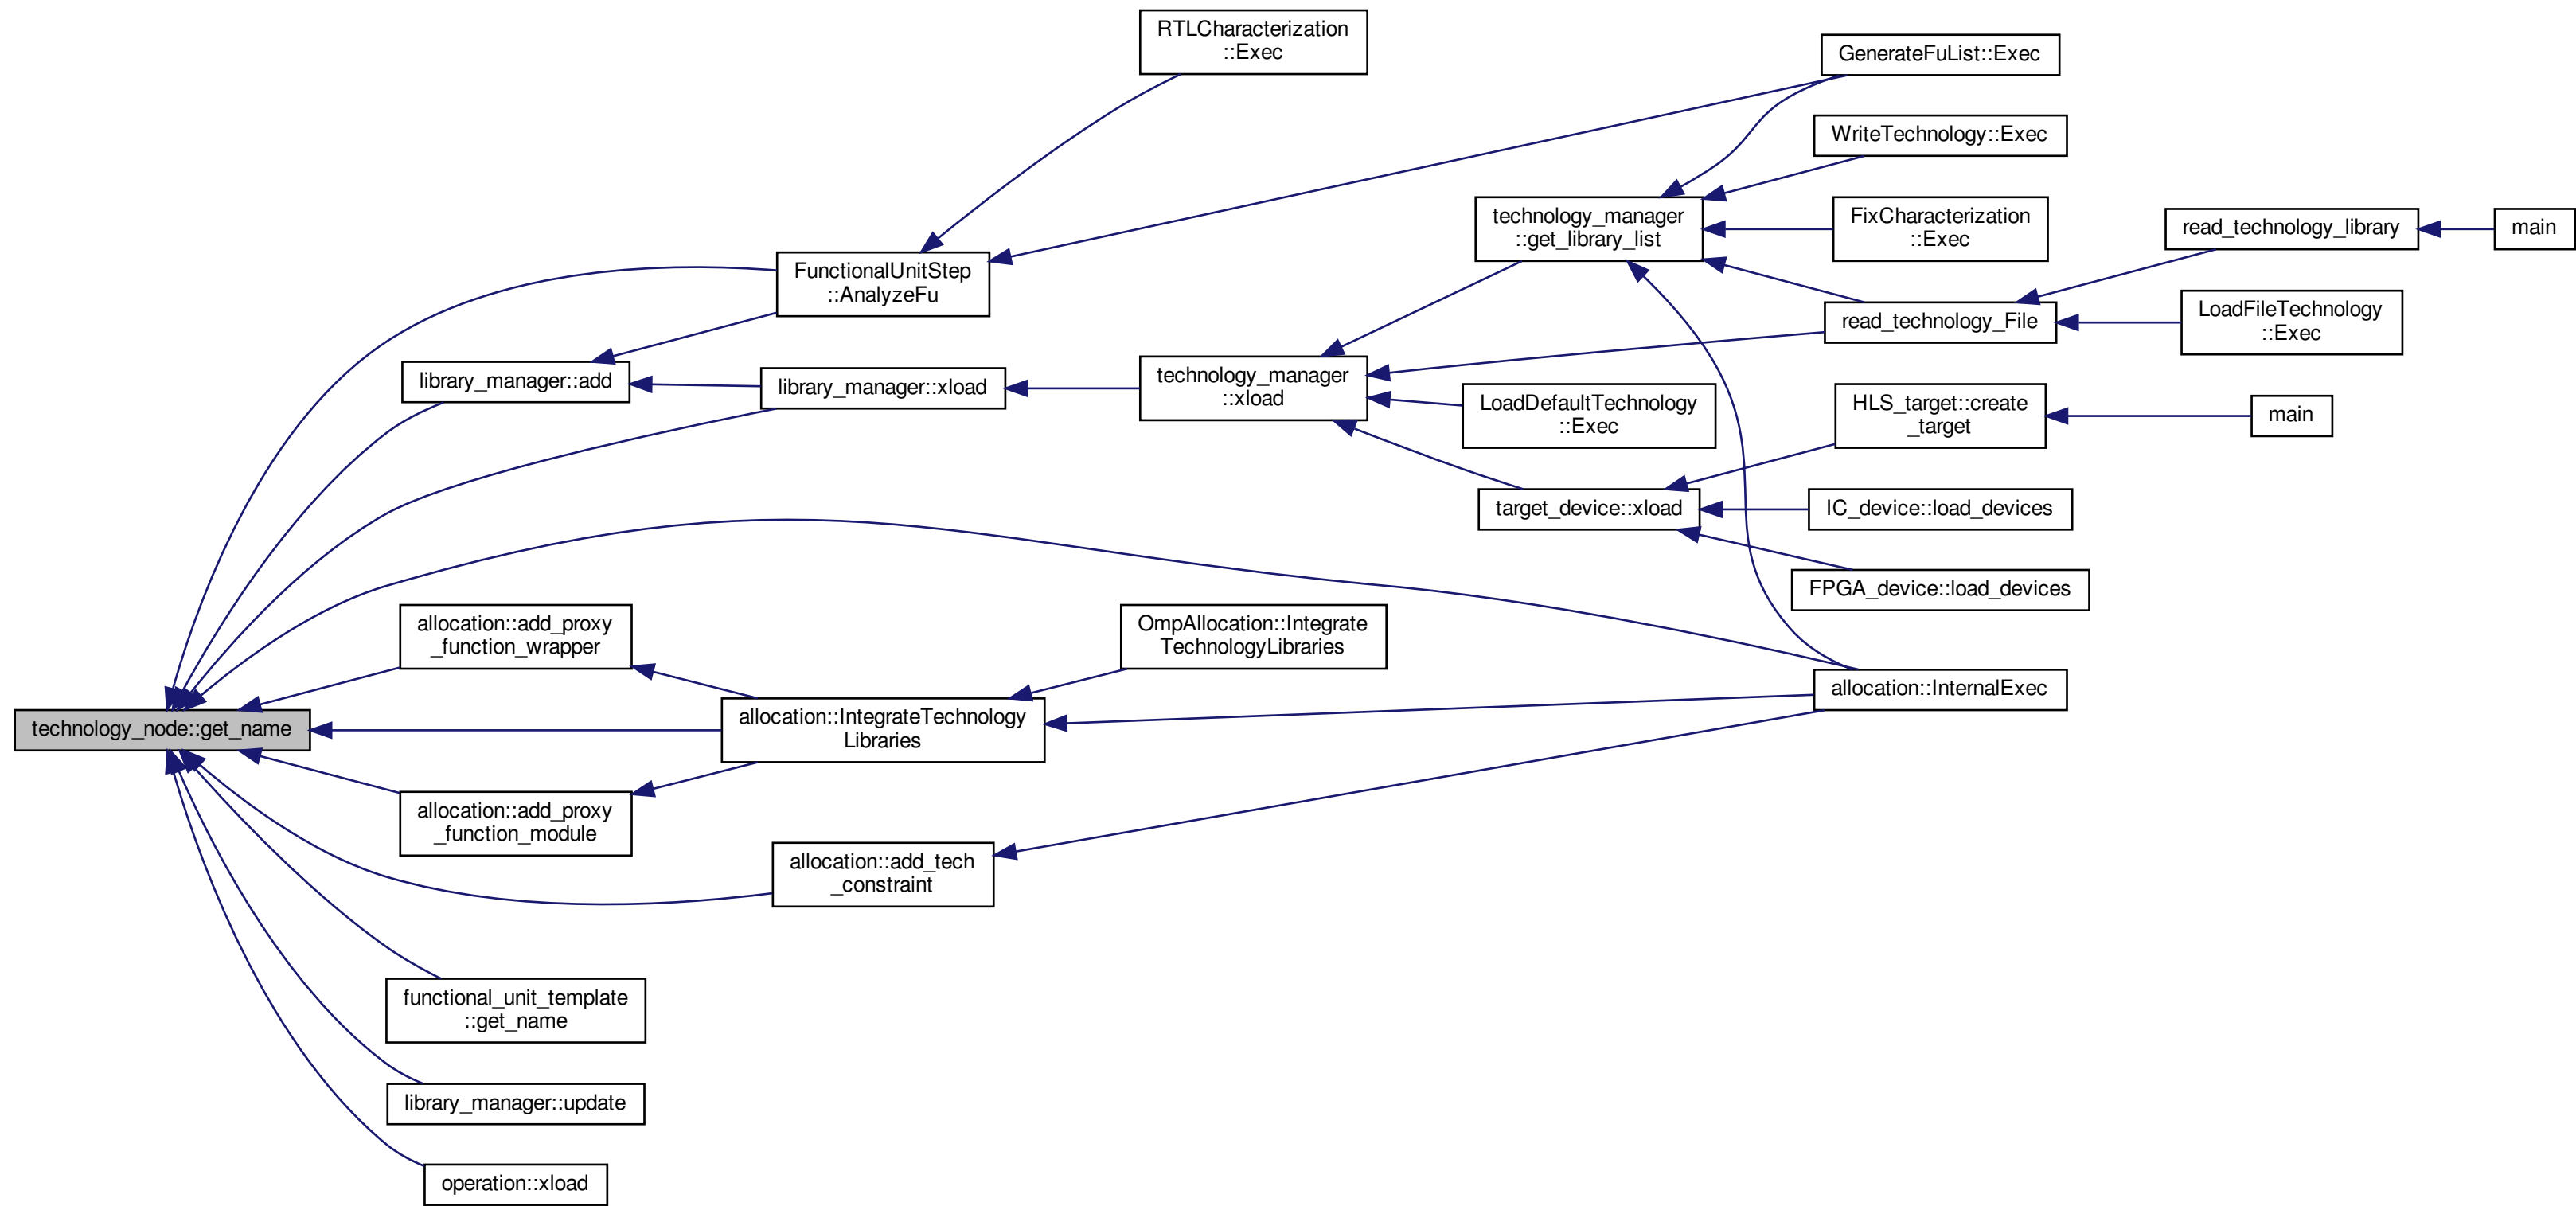 RTLCharacterization
::Exec
GenerateFuList::Exec
WriteTechnology::Exec
technology_manager
::get_library_list
FixCharacterization
::Exec
read_technology_library
main
FunctionalUnitStep
::AnalyzeFu
read_technology_File
LoadFileTechnology
::Exec
library_manager::add
library_manager::xload
technology_manager
::xload
LoadDefaultTechnology
::Exec
HLS_target::create
_target
main
target_device::xload
IC_device::load_devices
FPGA_device::load_devices
allocation::add_proxy
_function_wrapper
OmpAllocation::Integrate
TechnologyLibraries
allocation::InternalExec
technology_node::get_name
allocation::IntegrateTechnology
Libraries
allocation::add_proxy
_function_module
allocation::add_tech
_constraint
functional_unit_template
::get_name
library_manager::update
operation::xload